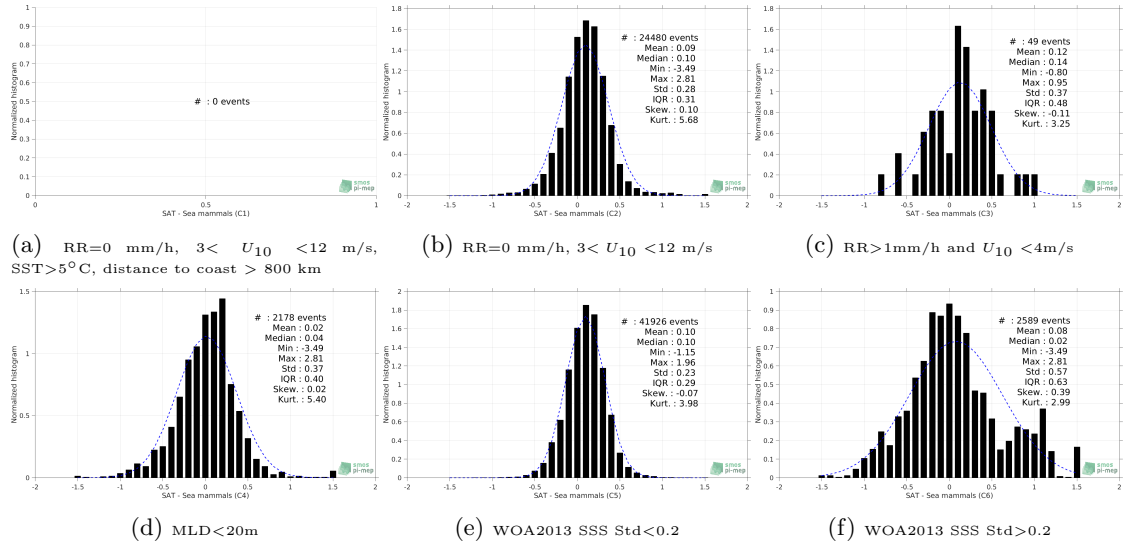 Normalized histogram
1
0.9
0.8
0.7
0.6
0.5
0.4
0.3
0.2
0.1
0
# : 0 events
smos
pi-mep
0 0.5 1
SAT - Sea mammals (C1)
Normalized histogram
1.8
1.6
1.4
1.2
1
0.8
0.6
0.4
0.2
0
# : 24480 events
Mean : 0.09
Median : 0.10
Min : -3.49
Max : 2.81
Std : 0.28
IQR : 0.31
Skew. : 0.10
Kurt. : 5.68
smos
pi-mep
-2 -1.5 -1 -0.5 0 0.5 1 1.5 2
SAT - Sea mammals (C2)
Normalized histogram
1.8
1.6
1.4
1.2
1
0.8
0.6
0.4
0.2
0
# : 49 events
Mean : 0.12
Median : 0.14
Min : -0.80
Max : 0.95
Std : 0.37
IQR : 0.48
Skew. : -0.11
Kurt. : 3.25
smos
pi-mep
-2 -1.5 -1 -0.5 0 0.5 1 1.5 2
SAT - Sea mammals (C3)
(a) RR=0 mm/h, 3< U10 <12 m/s,
SST>5°C, distance to coast > 800 km
(b) RR=0 mm/h, 3< U10 <12 m/s
(c) RR>1mm/h and U10 <4m/s
Normalized histogram
1.5
1
0.5
0
# : 2178 events
Mean : 0.02
Median : 0.04
Min : -3.49
Max : 2.81
Std : 0.37
IQR : 0.40
Skew. : 0.02
Kurt. : 5.40
smos
pi-mep
-2 -1.5 -1 -0.5 0 0.5 1 1.5 2
SAT - Sea mammals (C4)
Normalized histogram
2
1.8
1.6
1.4
1.2
1
0.8
0.6
0.4
0.2
0
# : 41926 events
Mean : 0.10
Median : 0.10
Min : -1.15
Max : 1.96
Std : 0.23
IQR : 0.29
Skew. : -0.07
Kurt. : 3.98
smos
pi-mep
-2 -1.5 -1 -0.5 0 0.5 1 1.5 2
SAT - Sea mammals (C5)
Normalized histogram
1
0.9
0.8
0.7
0.6
0.5
0.4
0.3
0.2
0.1
0
# : 2589 events
Mean : 0.08
Median : 0.02
Min : -3.49
Max : 2.81
Std : 0.57
IQR : 0.63
Skew. : 0.39
Kurt. : 2.99
smos
pi-mep
-2 -1.5 -1 -0.5 0 0.5 1 1.5 2
SAT - Sea mammals (C6)
(d) MLD<20m
(e) WOA2013 SSS Std<0.2
(f) WOA2013 SSS Std>0.2